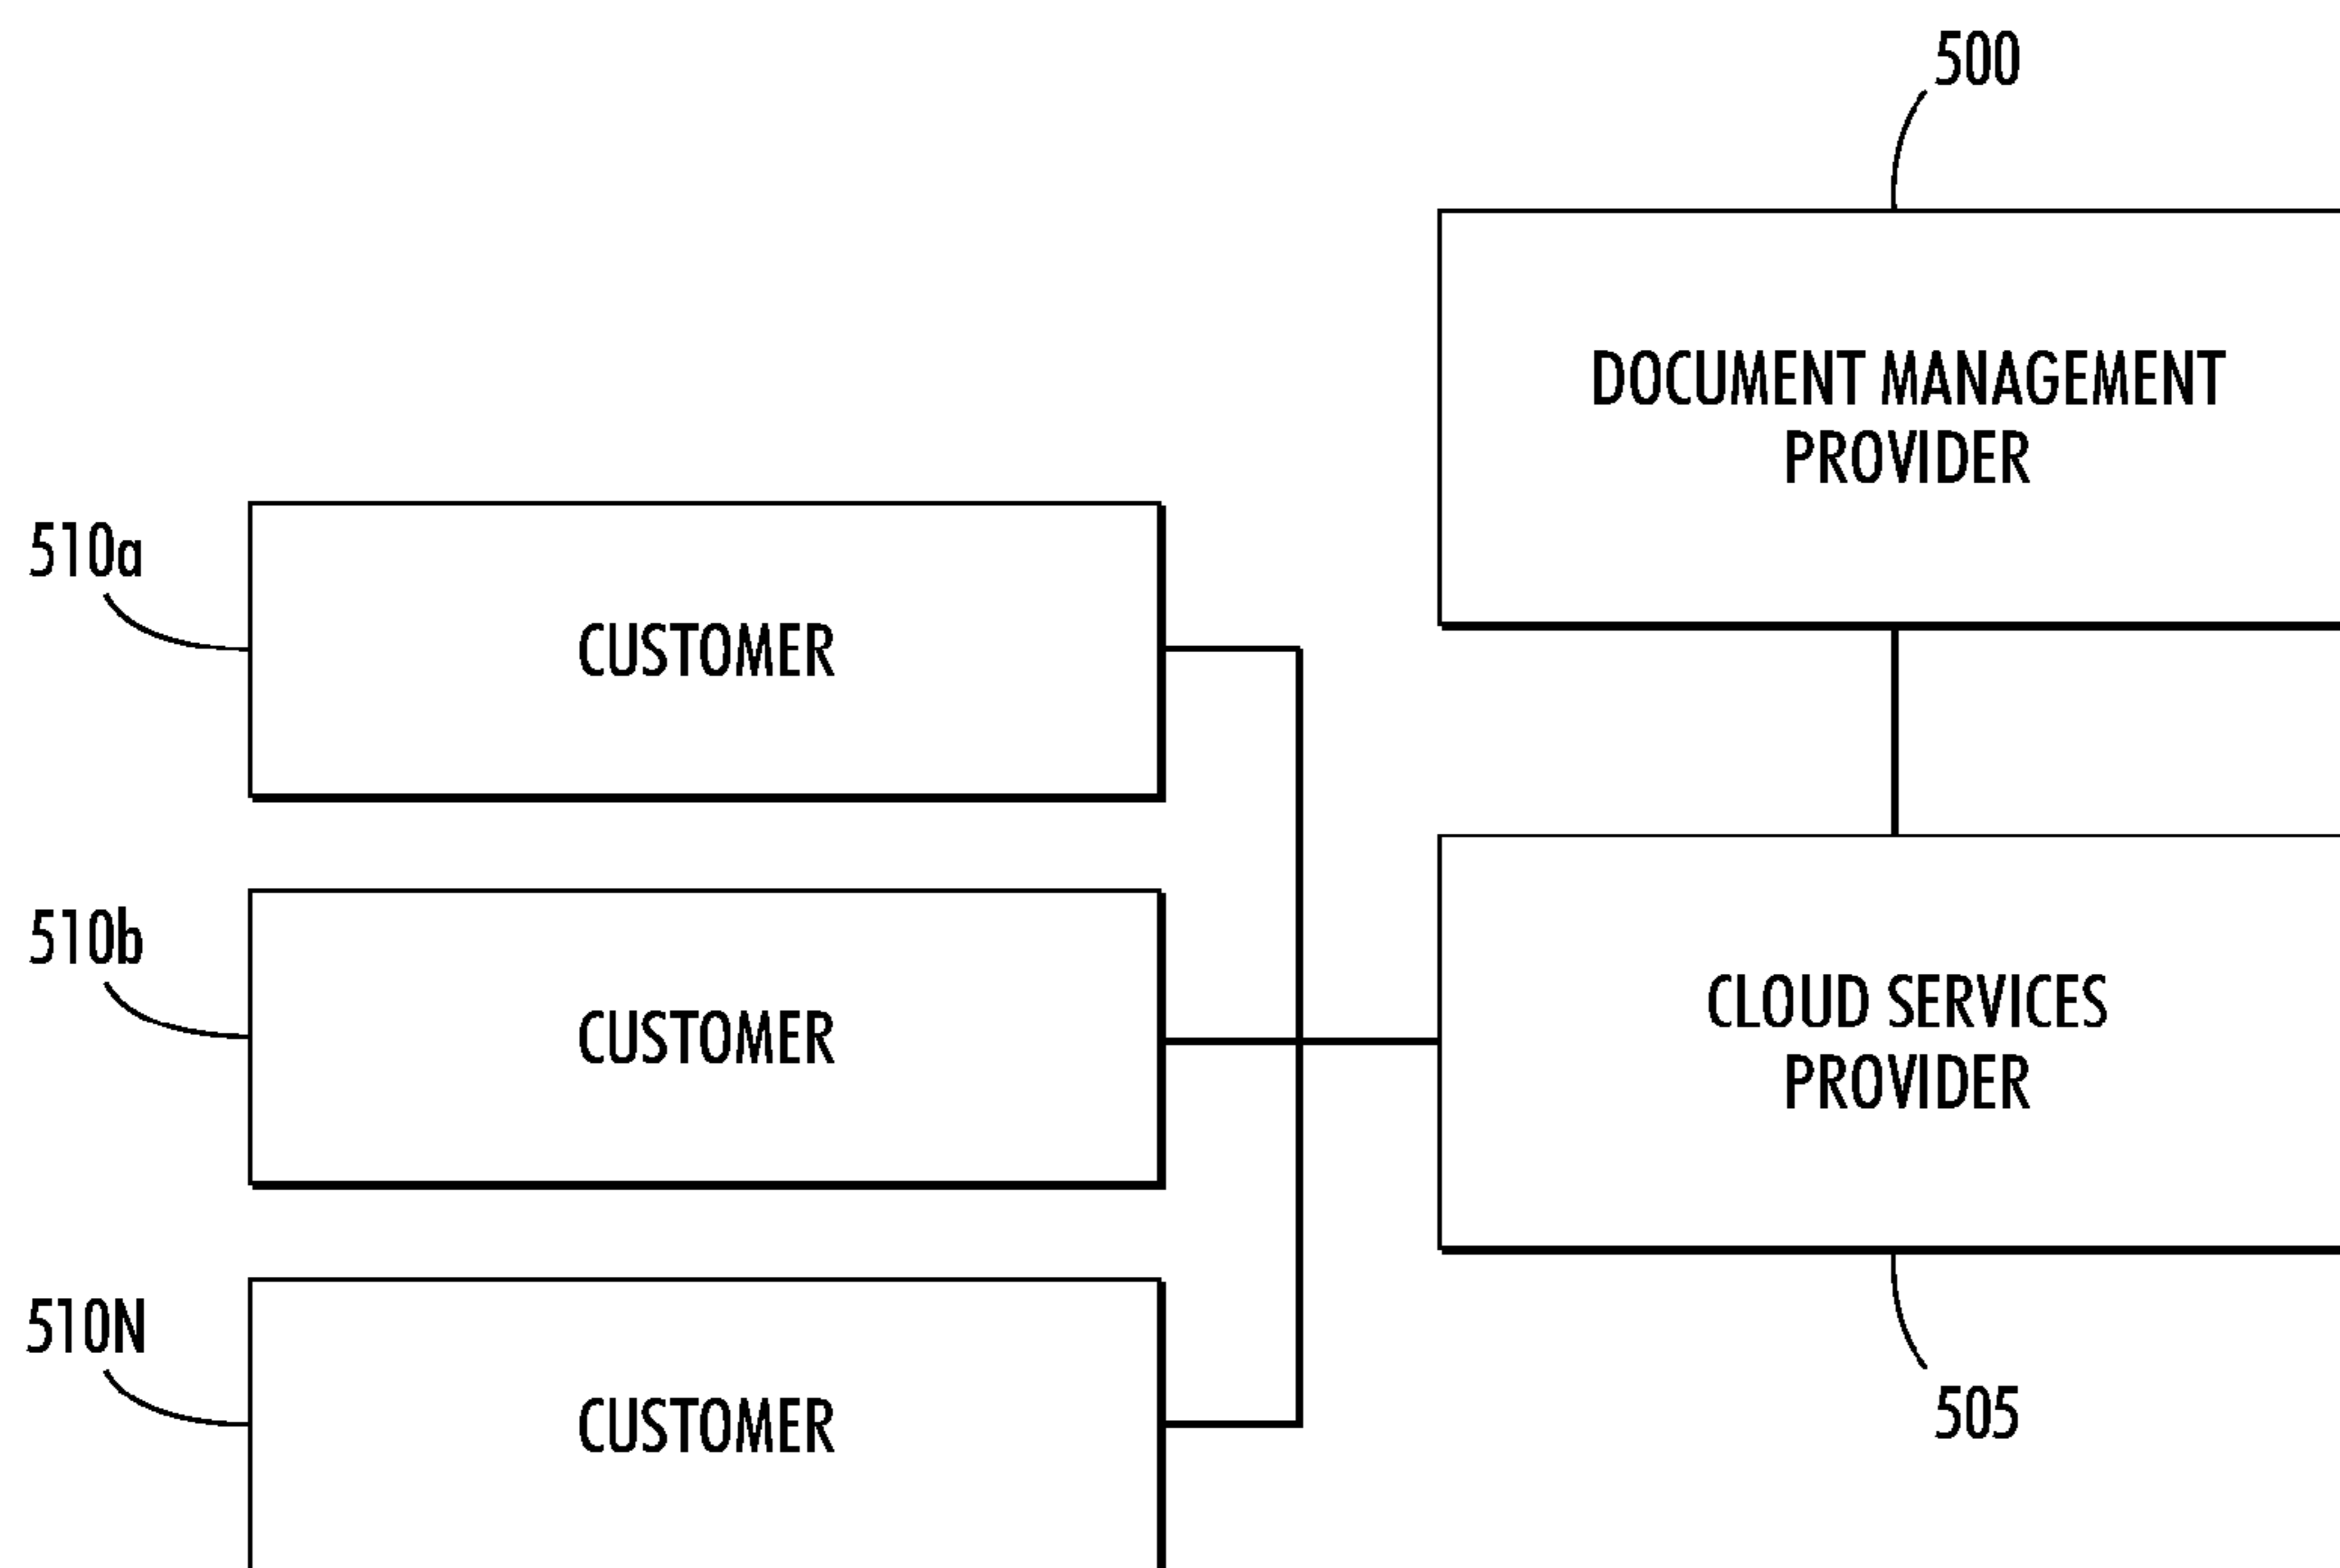 500
DOCUMENT MANAGEMENT
PROVIDER
510a
CUSTOMER
510b
CUSTOMER
CLOUD SERVICES
PROVIDER
510N
CUSTOMER
505